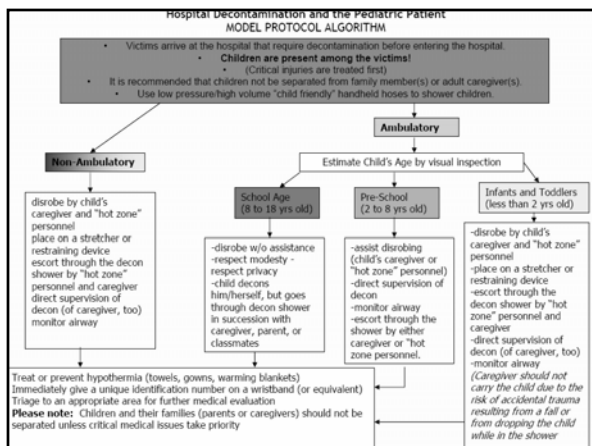 Hospital Decontamination and the Pediatric Patient
MODEL PROTOCOL ALGORITHM
• Victims arrive at the hospital that require decontamination before entering the hospital.
• Children are present among the victims!
• (Critical injuries are treated first)
• It is recommended that children not be separated from family member(s) or adult caregiver(s).
• Use low pressure/high volume "child friendly" handheld hoses to shower children.
Ambulatory
Non-Ambulatory
Estimate Child's Age by visual inspection
disrobe by child's
caregiver and "hot zone"
personnel
place on a stretcher or
restraining device
escort through the decon
shower by "hot zone"
personnel and caregiver
direct supervision of
decon (of caregiver, too)
monitor airway
School Age
(8 to 18 yrs old)
-disrobe w/o assistance
-respect modesty -
respect privacy
-child decons
him/herself, but goes
through decon shower
in succession with
caregiver, parent, or
classmates
Pre-School
(2 to 8 yrs old)
-assist disrobing
(child's caregiver or
"hot zone" personnel)
-direct supervision of
decon
-monitor airway
-escort through the
shower by either
caregiver or "hot
zone personnel.
Infants and Toddlers
(less than 2 yrs old)
-disrobe by child's
caregiver and "hot zone"
personnel
-place on a stretcher or
restraining device
-escort through the
decon shower by "hot
zone" personnel and
caregiver
-direct supervision of
decon (of caregiver, too)
-monitor airway
(Caregiver should not
carry the child due to the
risk of accidental trauma
resulting from a fall or
from dropping the child
while in the shower
Treat or prevent hypothermia (towels, gowns, warming blankets)
Immediately give a unique identification number on a wristband (or equivalent)
Triage to an appropriate area for further medical evaluation
Please note: Children and their families (parents or caregivers) should not be
separated unless critical medical issues take priority